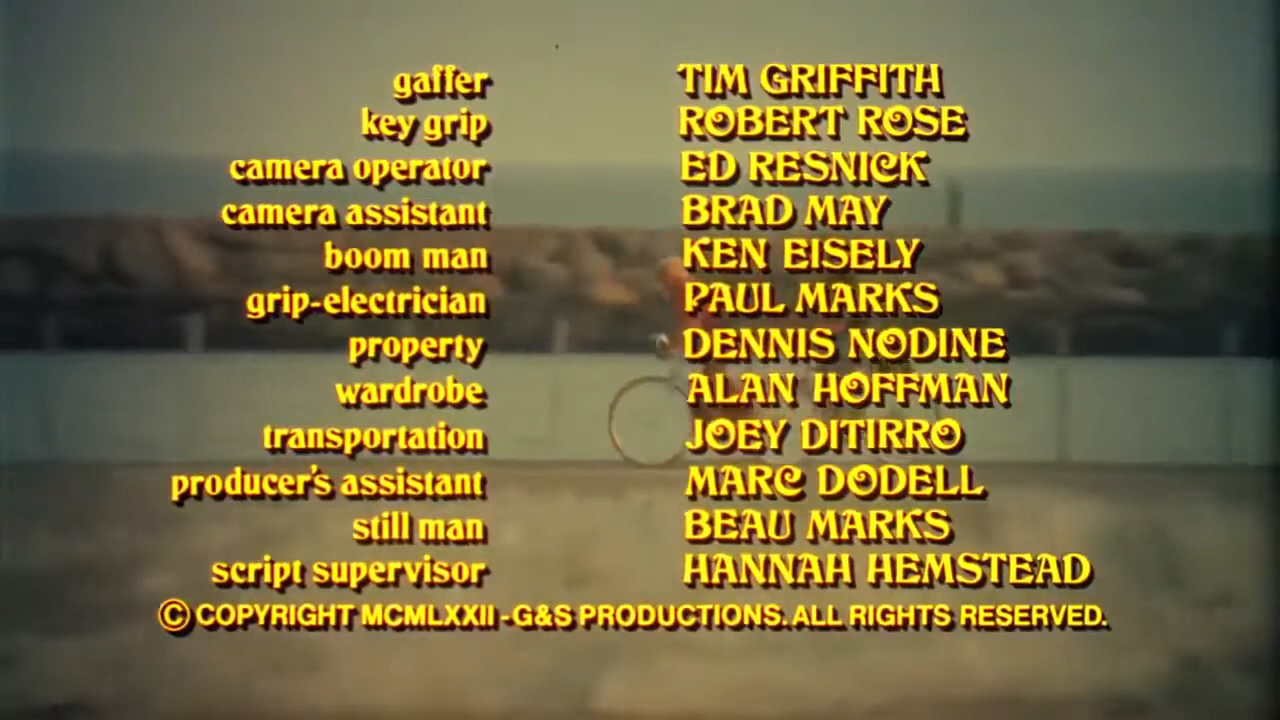 gaffer TIM GRIFFITH
key grip ROBERT ROSE
camera operator ED RESNICK
camera assistant BRAD MAY
boom man KEN EISELY
grip-electrician PAUL MARKS
property DENNIS NODINE
wardrobe ALAN HOFFMAN
transportation JOEY DITIRRO
producer's assistant MARC DODELL
still man BEAU MARKS
script supervisor HANNAH HEMSTEAD
© COPYRIGHT MCMLXXII - G&S PRODUCTIONS. ALL RIGHTS RESERVED.